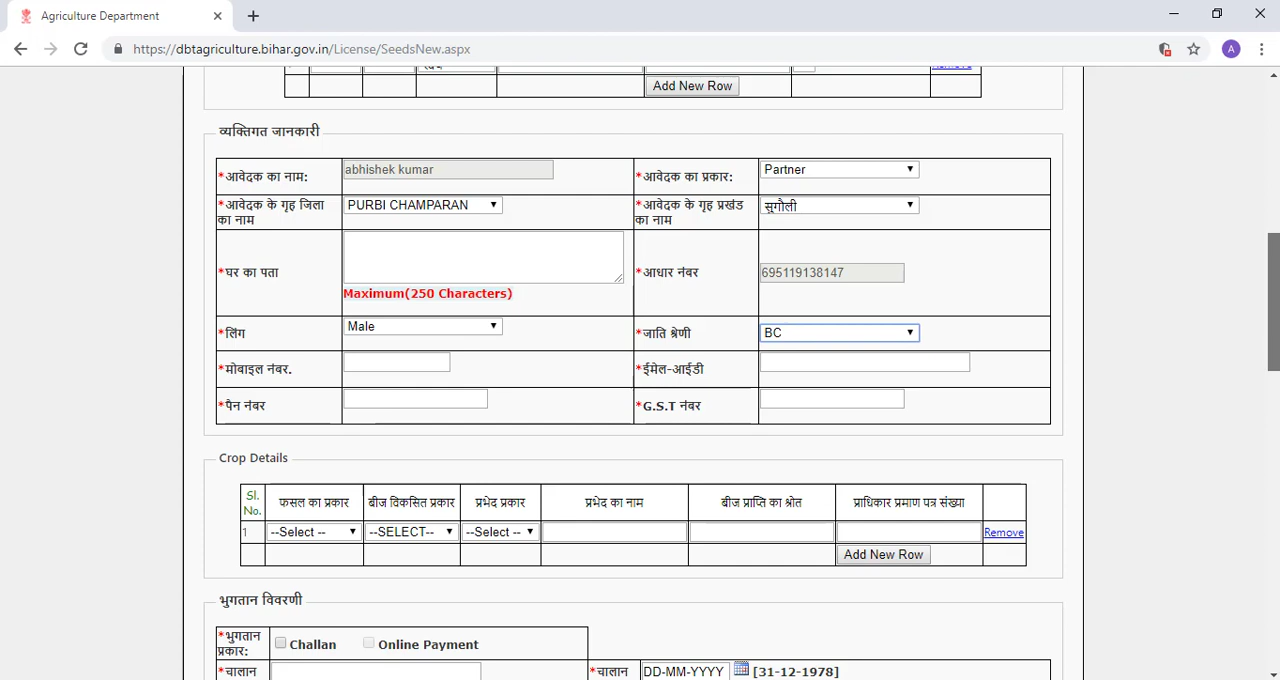 Agriculture Department
https://dbtagriculture.bihar.gov.in/License/SeedsNew.aspx
A
Add New Row
व्यक्तिगत जानकारी
*आवेदक का नाम: abhishek kumar *आवेदक का प्रकार: Partner
*आवेदक के गृह जिला का नाम PURBI CHAMPARAN *आवेदक के गृह प्रखंड का नाम सुगौली
*घर का पता *आधार नंबर 695119138147
Maximum(250 Characters)
*लिंग Male *जाति श्रेणी BC
*मोबाइल नंबर. *ईमेल-आईडी
*पैन नंबर *G.S.T नंबर
Crop Details
Sl. No. फसल का प्रकार बीज विकसित प्रकार प्रभेद प्रकार प्रभेद का नाम बीज प्राप्ति का श्रोत प्राधिकार प्रमाण पत्र संख्या
1 --Select -- --SELECT-- --Select -- Remove
Add New Row
भुगतान विवरणी
*भुगतान प्रकार: Challan Online Payment
*चालान *चालान DD-MM-YYYY [31-12-1978]